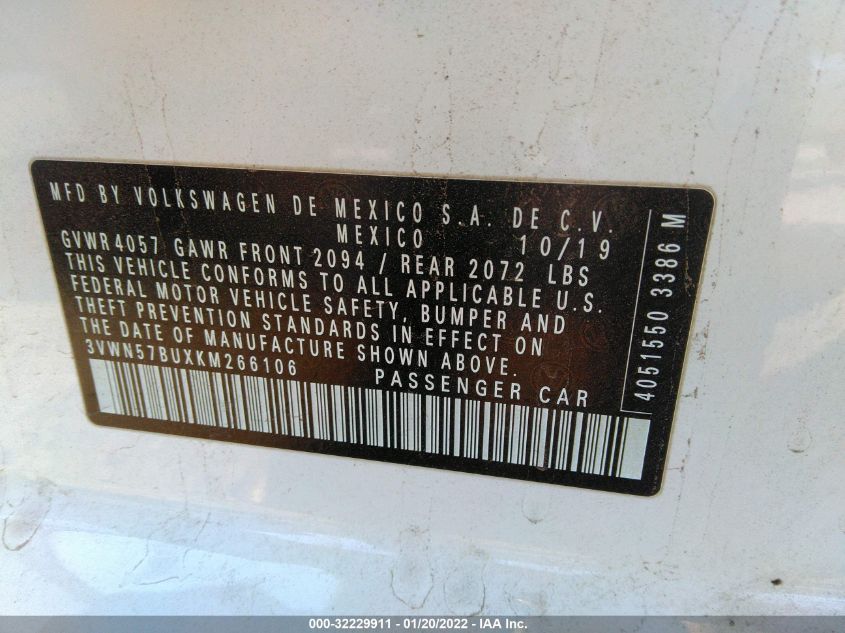 MFD BY VOLKSWAGEN DE MEXICO S.A. DE C.V.
MEXICO 10/19
GVWR4057 GAWR FRONT 2094 / REAR 2072 LBS
THIS VEHICLE CONFORMS TO ALL APPLICABLE U.S.
FEDERAL MOTOR VEHICLE SAFETY, BUMPER AND
THEFT PREVENTION STANDARDS IN EFFECT ON
THE DATE OF MANUFACTURE SHOWN ABOVE.
3VWN57BUXKM266106 PASSENGER CAR
4051550 3386 M
000-32229911 - 01/20/2022 - IAA Inc.